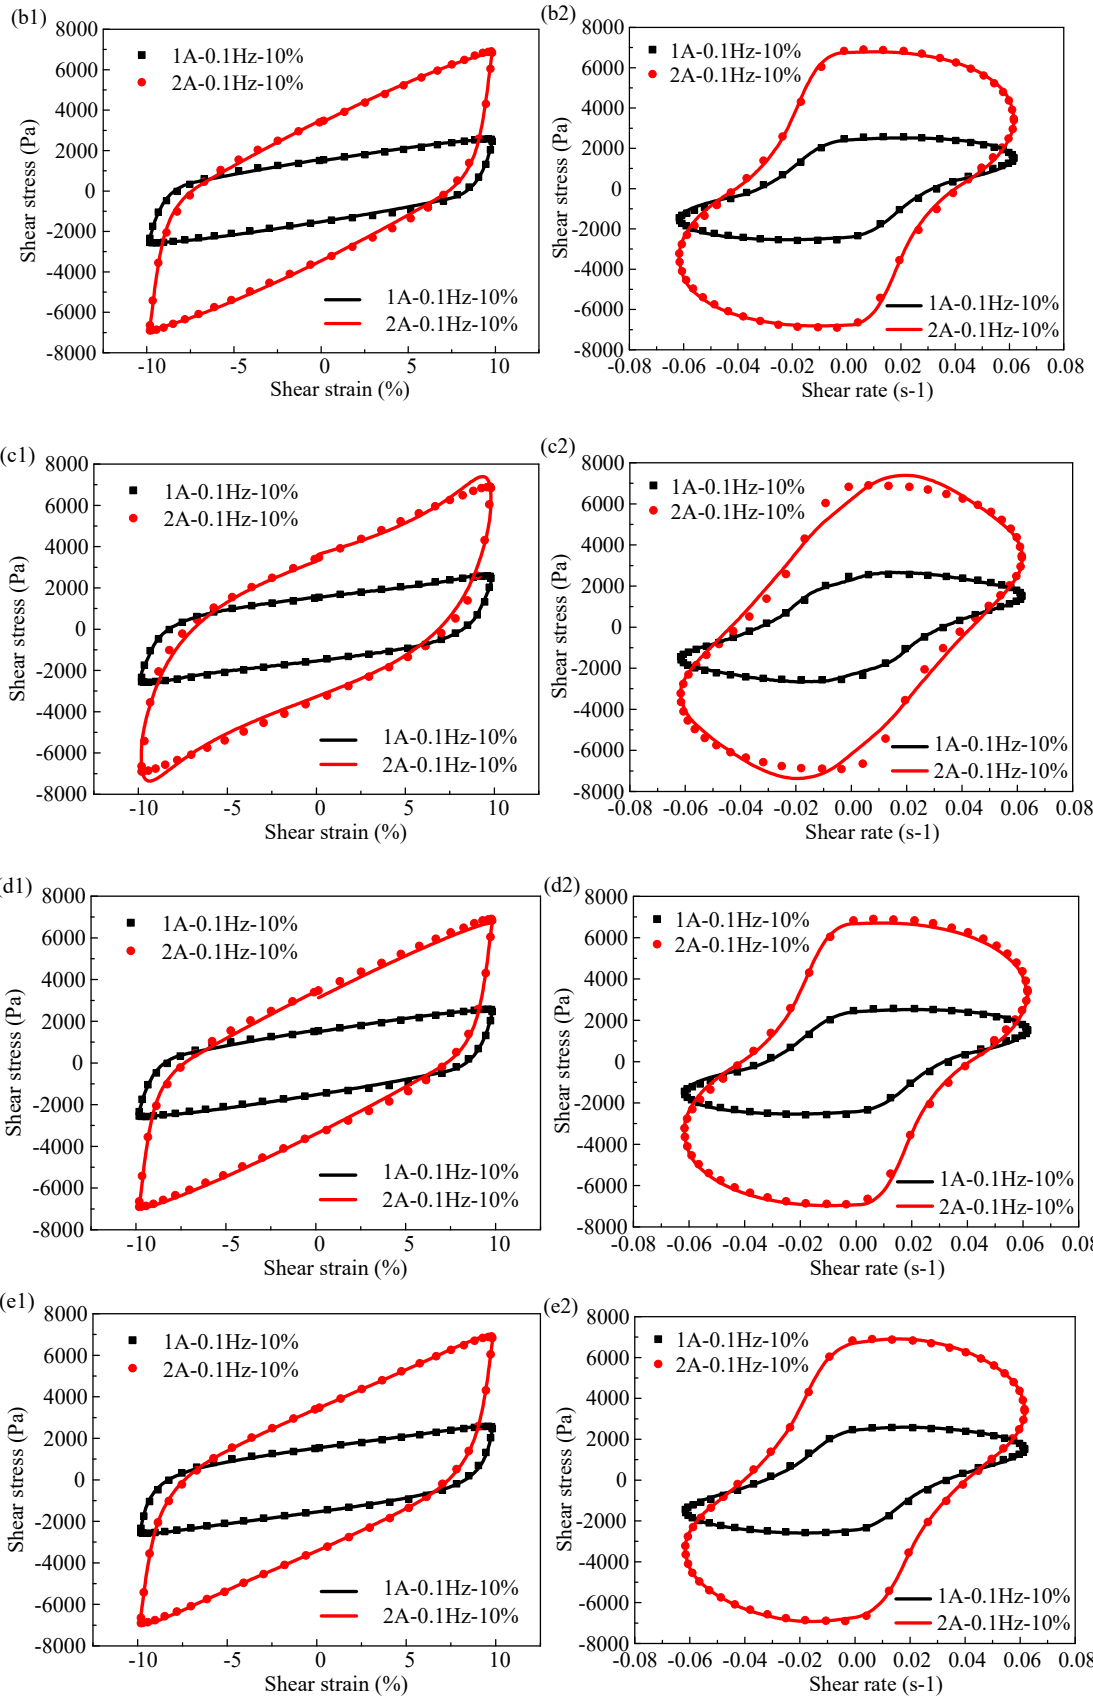 (b1)
8000
6000
4000
2000
0
-2000
-4000
-6000
-8000
Shear stress (Pa)
1A-0.1Hz-10%
2A-0.1Hz-10%
1A-0.1Hz-10%
2A-0.1Hz-10%
-10
-5
0
5
10
Shear strain (%)
(b2)
8000
6000
4000
2000
0
-2000
-4000
-6000
-8000
Shear stress (Pa)
1A-0.1Hz-10%
2A-0.1Hz-10%
1A-0.1Hz-10%
2A-0.1Hz-10%
-0.08
-0.06
-0.04
-0.02
0.00
0.02
0.04
0.06
0.08
Shear rate (s-1)
(c1)
8000
6000
4000
2000
0
-2000
-4000
-6000
-8000
Shear stress (Pa)
1A-0.1Hz-10%
2A-0.1Hz-10%
1A-0.1Hz-10%
2A-0.1Hz-10%
-10
-5
0
5
10
Shear strain (%)
(c2)
8000
6000
4000
2000
0
-2000
-4000
-6000
-8000
Shear stress (Pa)
1A-0.1Hz-10%
2A-0.1Hz-10%
1A-0.1Hz-10%
2A-0.1Hz-10%
-0.08
-0.06
-0.04
-0.02
0.00
0.02
0.04
0.06
0.08
Shear rate (s-1)
(d1)
8000
6000
4000
2000
0
-2000
-4000
-6000
-8000
Shear stress (Pa)
1A-0.1Hz-10%
2A-0.1Hz-10%
1A-0.1Hz-10%
2A-0.1Hz-10%
-10
-5
0
5
10
Shear strain (%)
(d2)
8000
6000
4000
2000
0
-2000
-4000
-6000
-8000
Shear stress (Pa)
1A-0.1Hz-10%
2A-0.1Hz-10%
1A-0.1Hz-10%
2A-0.1Hz-10%
-0.08
-0.06
-0.04
-0.02
0.00
0.02
0.04
0.06
0.08
Shear rate (s-1)
(e1)
8000
6000
4000
2000
0
-2000
-4000
-6000
-8000
Shear stress (Pa)
1A-0.1Hz-10%
2A-0.1Hz-10%
1A-0.1Hz-10%
2A-0.1Hz-10%
-10
-5
0
5
10
Shear strain (%)
(e2)
8000
6000
4000
2000
0
-2000
-4000
-6000
-8000
Shear stress (Pa)
1A-0.1Hz-10%
2A-0.1Hz-10%
1A-0.1Hz-10%
2A-0.1Hz-10%
-0.08
-0.06
-0.04
-0.02
0.00
0.02
0.04
0.06
0.08
Shear rate (s-1)